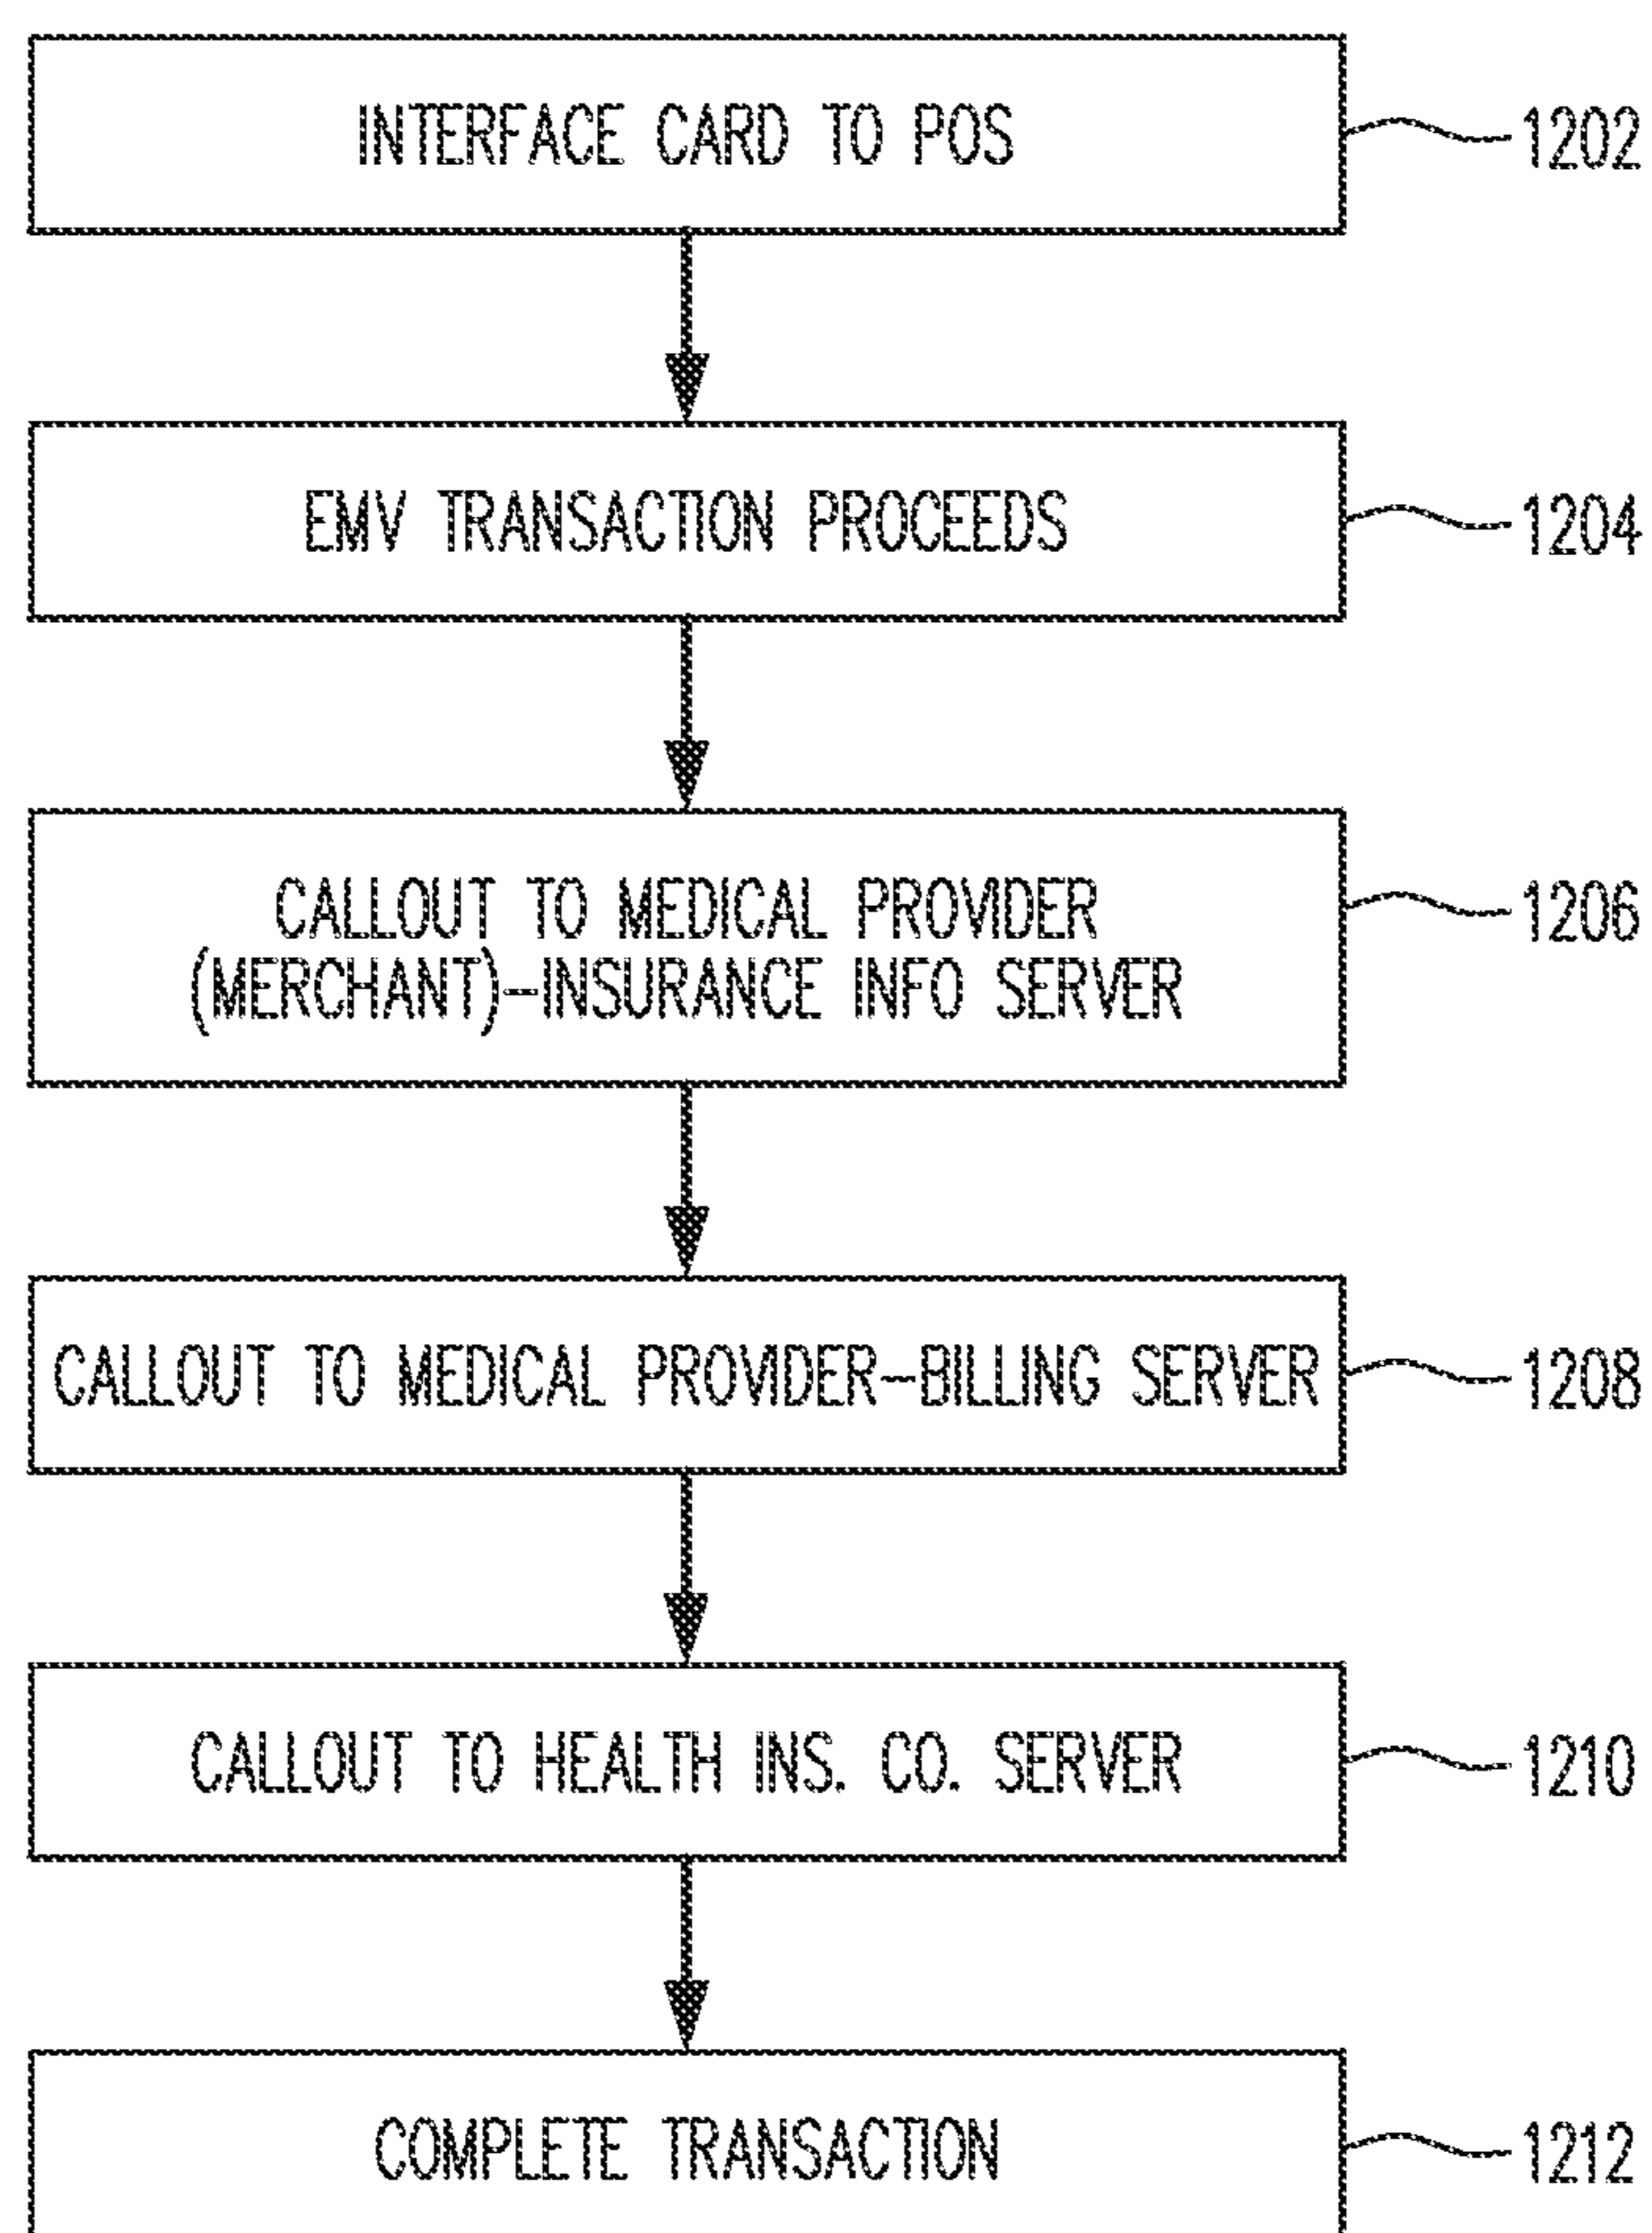 INTERFACE CARD TO POS
1202
EMV TRANSACTION PROCEEDS
1204
CALLOUT TO MEDICAL PROVIDER
(MERCHANT)-INSURANCE INFO SERVER
1206
CALLOUT TO MEDICAL PROVIDER-BILLING SERVER
1208
CALLOUT TO HEALTH INS. CO. SERVER
1210
COMPLETE TRANSACTION
1212